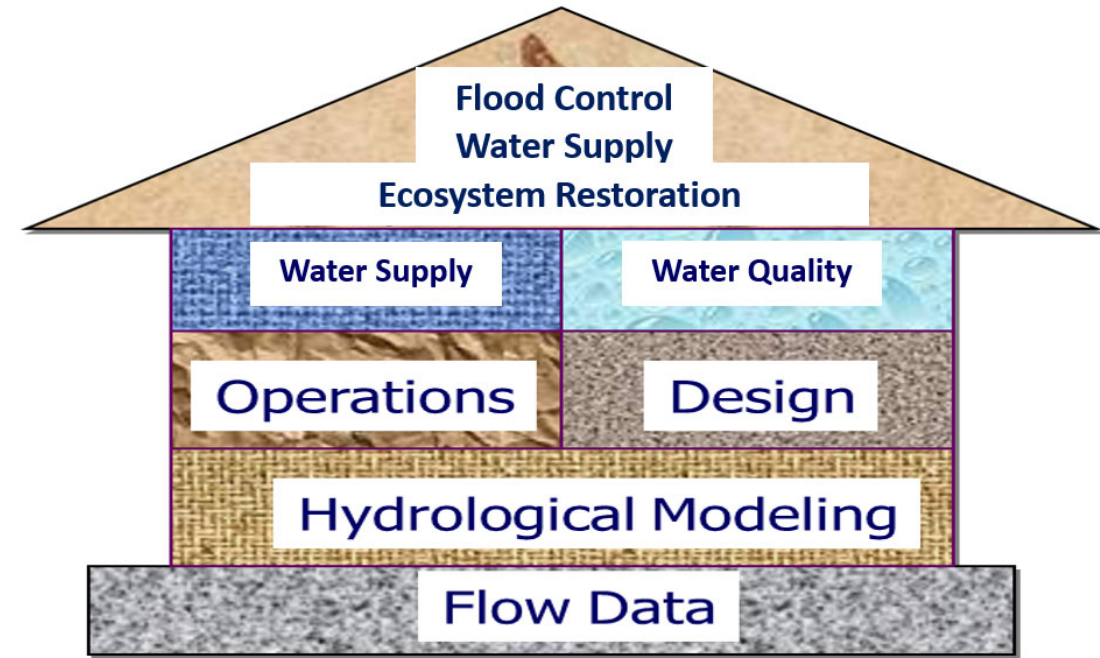 Flood Control
Water Supply
Ecosystem Restoration
Water Supply
Water Quality
Operations
Design
Hydrological Modeling
Flow Data